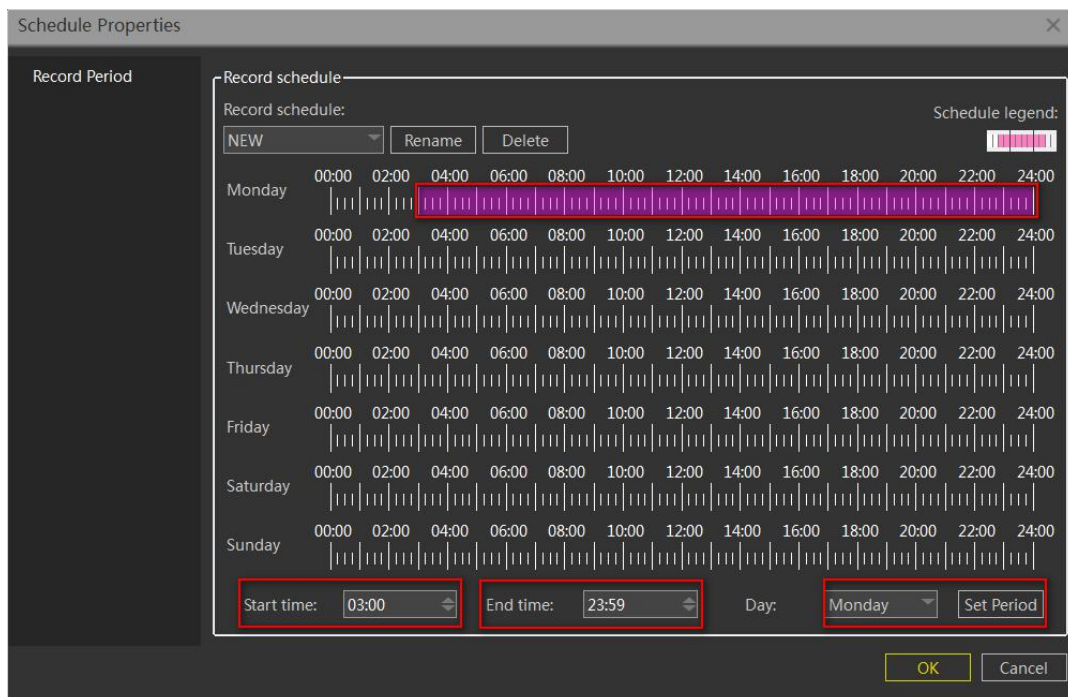 Schedule Properties
Record Period
Record schedule
Record schedule:
Schedule legend:
NEW Rename Delete
00:00 02:00 04:00 06:00 08:00 10:00 12:00 14:00 16:00 18:00 20:00 22:00 24:00
Monday
00:00 02:00 04:00 06:00 08:00 10:00 12:00 14:00 16:00 18:00 20:00 22:00 24:00
Tuesday
00:00 02:00 04:00 06:00 08:00 10:00 12:00 14:00 16:00 18:00 20:00 22:00 24:00
Wednesday
00:00 02:00 04:00 06:00 08:00 10:00 12:00 14:00 16:00 18:00 20:00 22:00 24:00
Thursday
00:00 02:00 04:00 06:00 08:00 10:00 12:00 14:00 16:00 18:00 20:00 22:00 24:00
Friday
00:00 02:00 04:00 06:00 08:00 10:00 12:00 14:00 16:00 18:00 20:00 22:00 24:00
Saturday
00:00 02:00 04:00 06:00 08:00 10:00 12:00 14:00 16:00 18:00 20:00 22:00 24:00
Sunday
Start time: 03:00 End time: 23:59 Day: Monday Set Period
OK Cancel